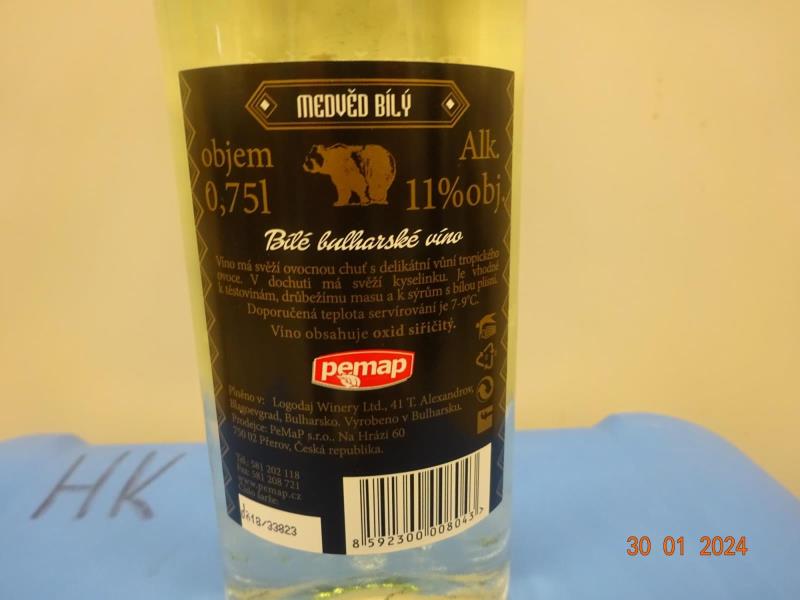 MEDVĚD BÍLÝ
objem
0,75l
Alk.
11%obj.
Bílé bulharské víno
Víno má svěží ovocnou chuť s delikátní vůní tropického
ovoce. V dochuti má svěží kyselinku. Je vhodné
k těstovinám, drůbežímu masu a k sýrům s bílou plísní.
Doporučená teplota servírování je 7-9°C.
Víno obsahuje oxid siřičitý.
pemap
Plněno v: Logodaj Winery Ltd., 41 T. Alexandrov,
Blagoevgrad, Bulharsko. Vyrobeno v Bulharsku.
Prodejce: PeMaP s.r.o., Na Hrázi 60
750 02 Přerov, Česká republika.
Tel.: 581 202 118
Fax: 581 208 721
www.pemap.cz
Číslo šarže:
/33823
8 592300 008043 >
HK
30 01 2024